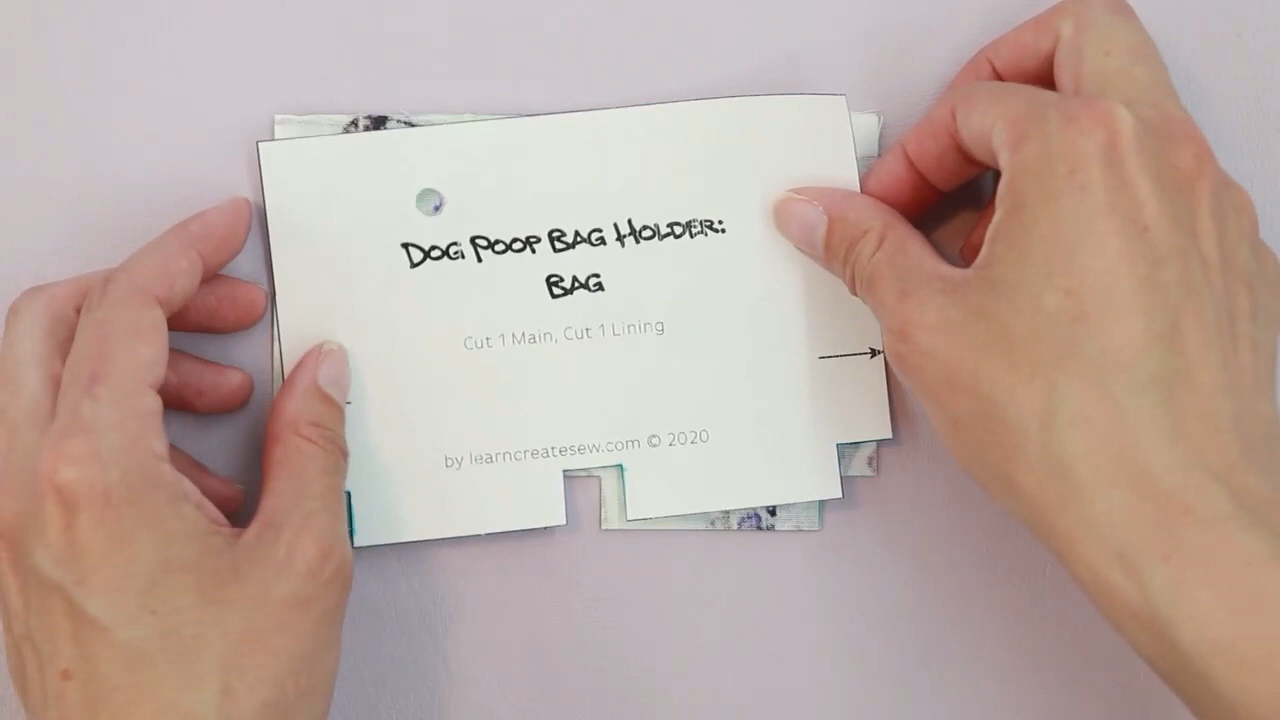 DOG POOP BAG HOLDER:
BAG
Cut 1 Main, Cut 1 Lining
by learncreatesew.com © 2020